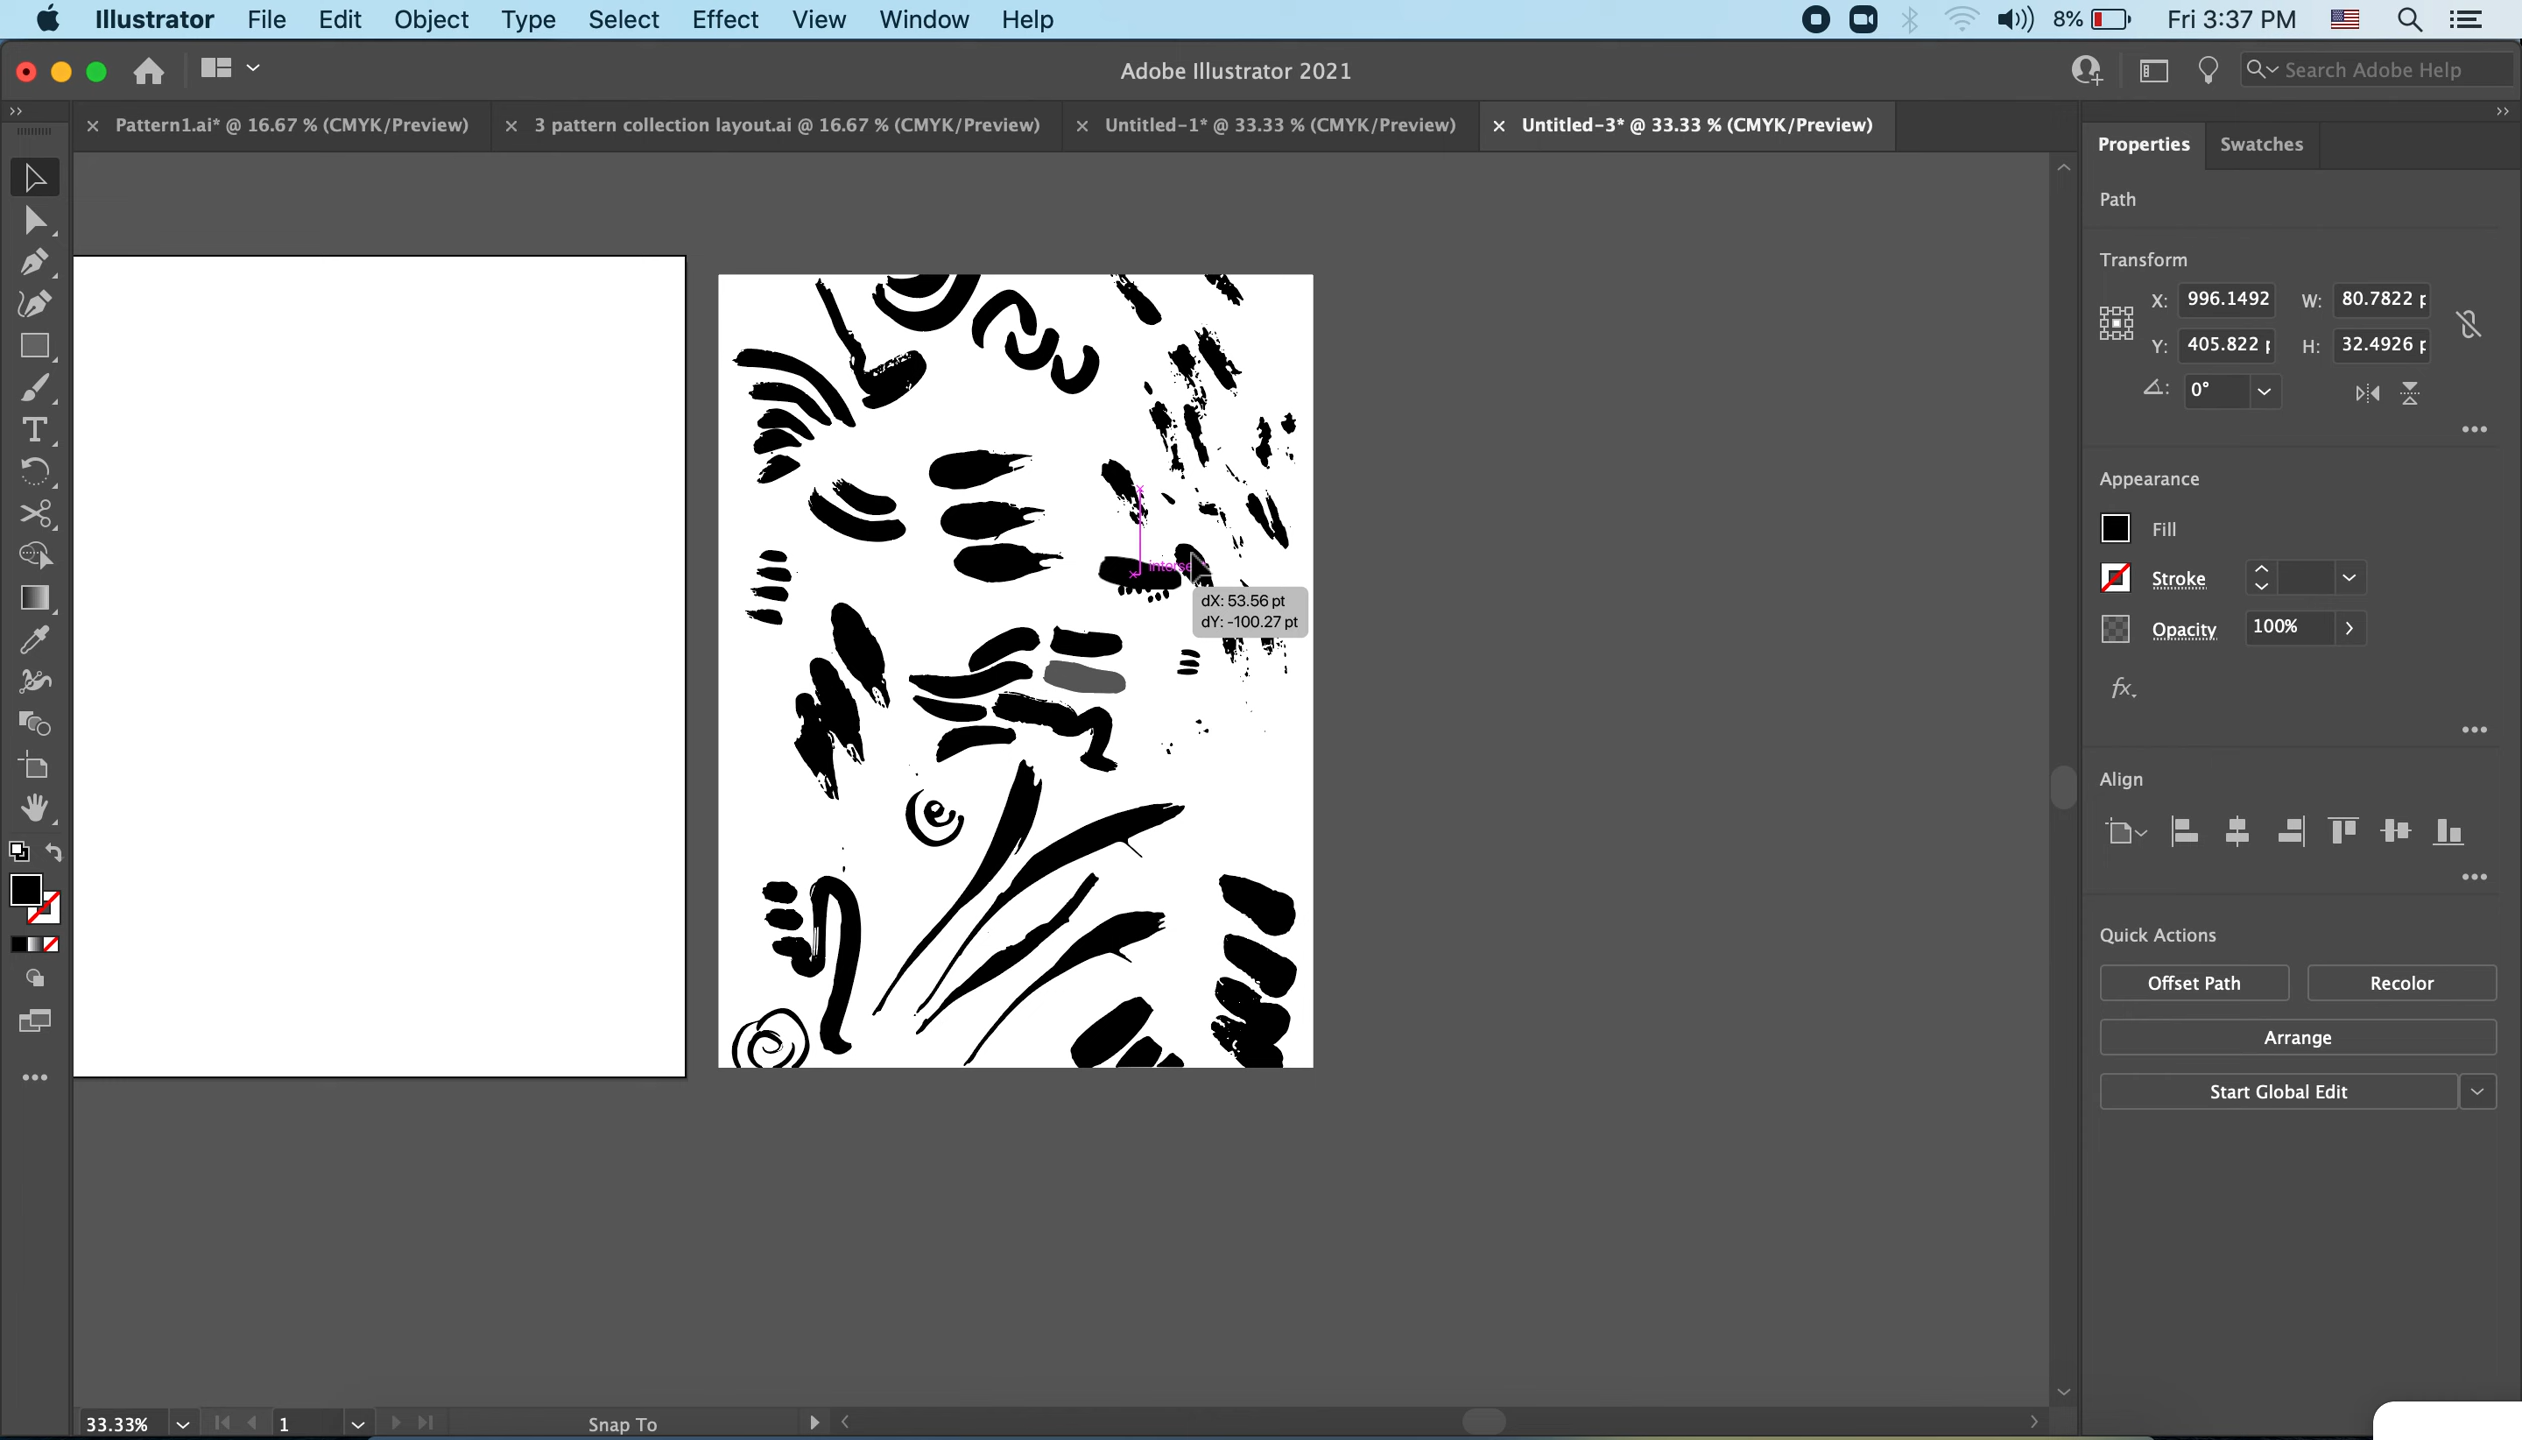 Illustrator File Edit Object Type Select Effect View Window Help 8% Fri 3:37 PM
Adobe Illustrator 2021 Search Adobe Help
Pattern1.ai* @ 16.67 % (CMYK/Preview) 3 pattern collection layout.ai @ 16.67 % (CMYK/Preview) Untitled-1* @ 33.33 % (CMYK/Preview) Untitled-3* @ 33.33 % (CMYK/Preview)
Properties Swatches
Path
Transform
X: 996.1492 W: 80.7822 p
Y: 405.822 p H: 32.4926 p
0°
Appearance
Fill
Stroke
Opacity 100%
fx
dX: 53.56 pt
dY: -100.27 pt
Align
Quick Actions
Offset Path Recolor
Arrange
Start Global Edit
33.33% 1 Snap To